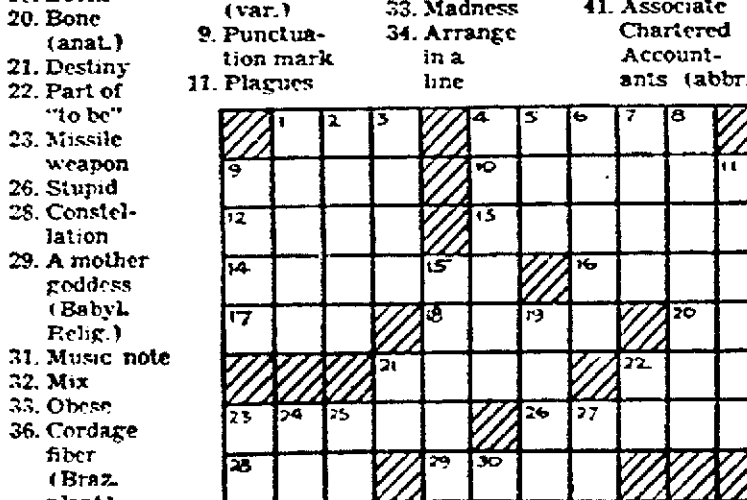 20. Bone
(anat.)
21. Destiny
22. Part of
"to be"
23. Missile
weapon
26. Stupid
28. Constel-
lation
29. A mother
goddess
(Babyl.
Relig.)
31. Music note
32. Mix
33. Obese
36. Cordage
fiber
(Braz.
(var.)
9. Punctua-
tion mark
11. Plagues
33. Madness
34. Arrange
in a
line
41. Associate
Chartered
Account-
ants (abbr.
1 2 3 4 5 6 7 8
9 10 11
12 13
14 15 16
17 18 19 20
21 22
23 24 25 26 27
28 29 30